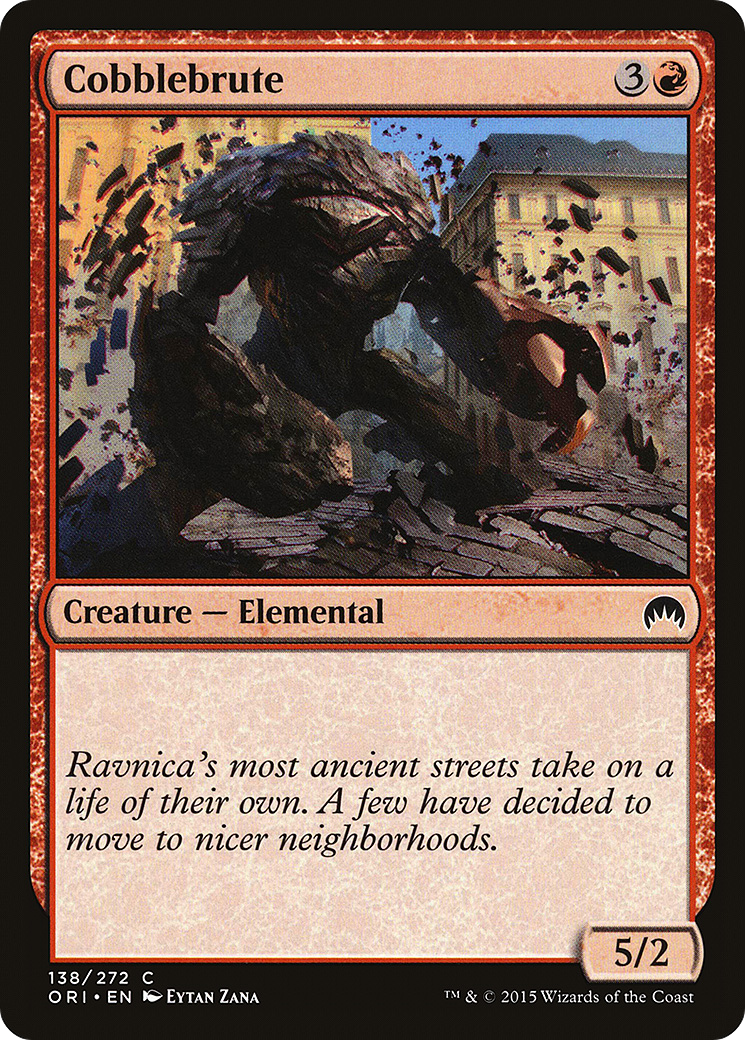 Cobblebrute 3
Creature — Elemental
Ravnica's most ancient streets take on a
life of their own. A few have decided to
move to nicer neighborhoods.
5/2
138/272 C
ORI • EN Eytan Zana
™ & © 2015 Wizards of the Coast